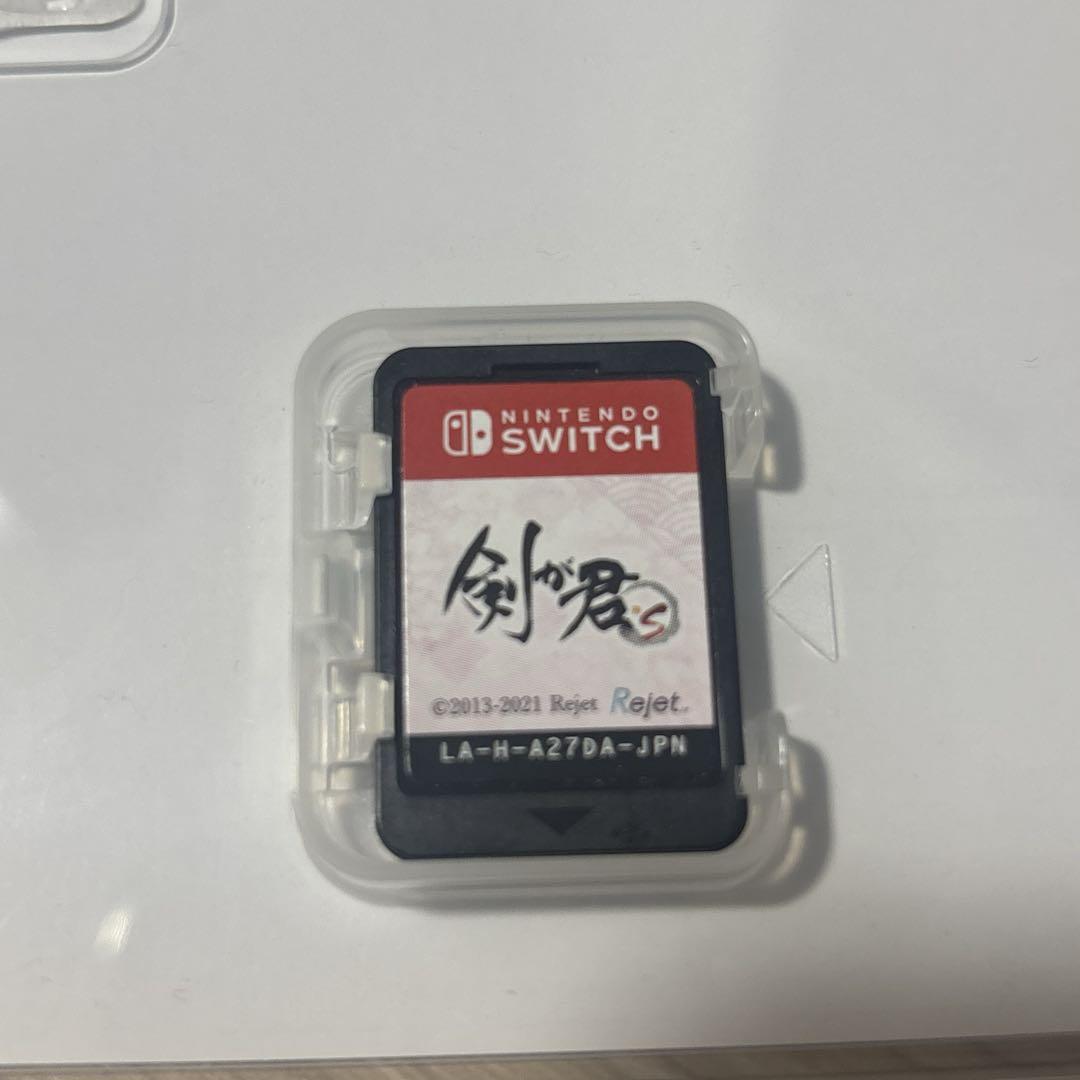 NINTENDO
SWITCH
剣が君's
©2013-2021 Rejet Rejet
LA-H-A27DA-JPN